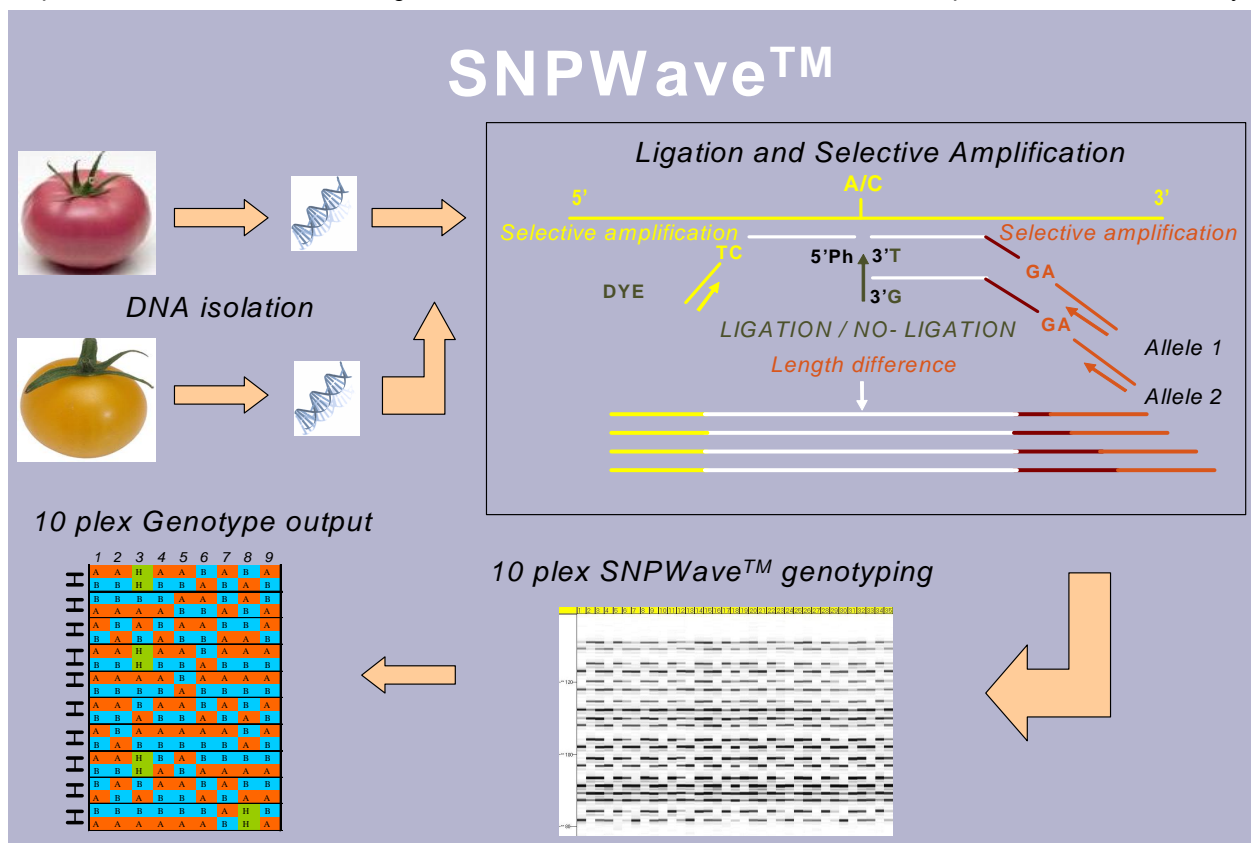 SNPWave™
Ligation and Selective Amplification
A/C
5’ 3’
Selective amplification Selective amplification
TC 5’Ph 3’T
GA
DYE 3’G
DNA isolation
LIGATION / NO- LIGATION GA
Length difference Allele 1
Allele 2
10 plex Genotype output
10 plex SNPWave™ genotyping
1 2 3 4 5 6 7 8 9
A A H A A B A B A
B B H B B A B A B
B B B B A A B A B
A A A A B B A B A
A B A B A B A B B
B A B A B B A A B
A A H A A B A A A
B B H B B A B B B
A A A A B A A A A
B B B B A B B B B
A A B A A B A B A
B B A B B A B A B
A A A A A A A B A
B A B B B B B A B
A A H B A B B B B
B B H A B A A A A
B A B A A B A B B
A B A B B A B A A
B B B B B B A H B
A A A A A A B H A
120
100